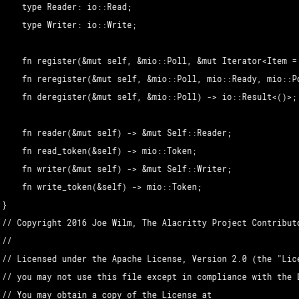 type Reader: io::Read;
type Writer: io::Write;
fn register(&mut self, &mio::Poll, &mut Iterator<Item =
fn reregister(&mut self, &mio::Poll, mio::Ready, mio::Po
fn deregister(&mut self, &mio::Poll) -> io::Result<()>;
fn reader(&mut self) -> &mut Self::Reader;
fn read_token(&self) -> mio::Token;
fn writer(&mut self) -> &mut Self::Writer;
fn write_token(&self) -> mio::Token;
}
// Copyright 2016 Joe Wilm, The Alacritty Project Contributo
//
// Licensed under the Apache License, Version 2.0 (the "Lice
// you may not use this file except in compliance with the L
// You may obtain a copy of the License at